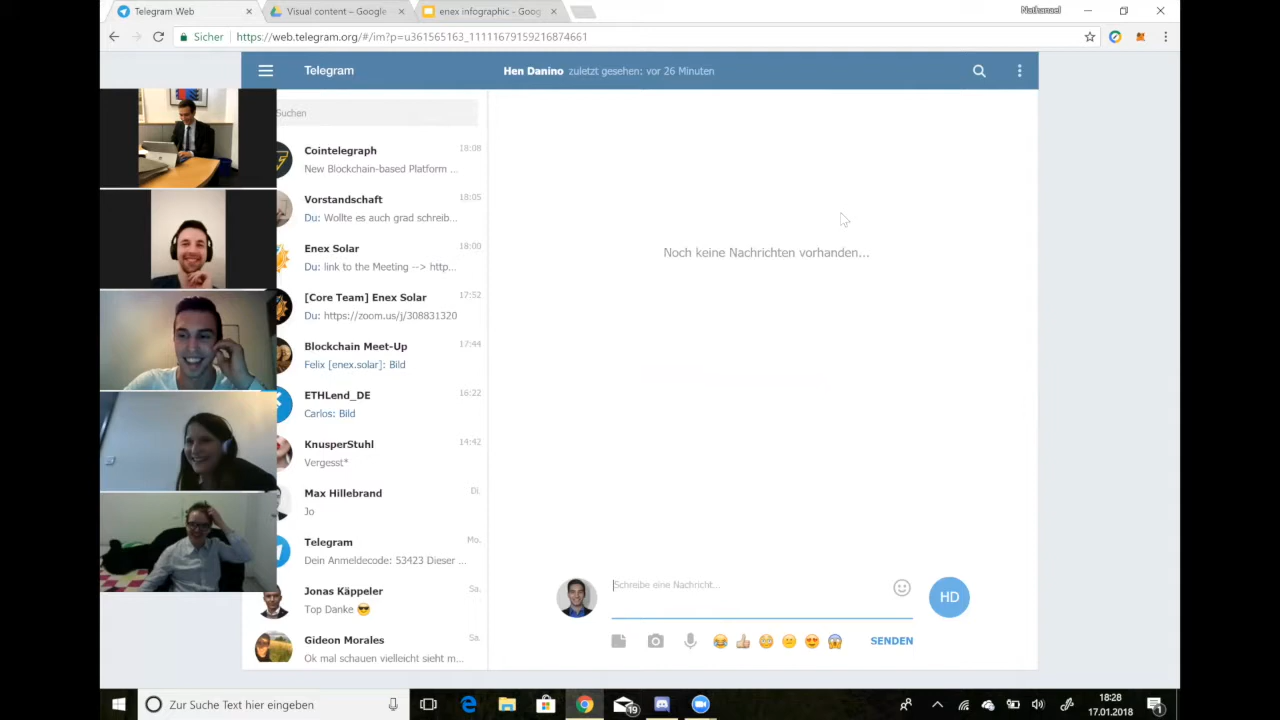 Telegram Web
Visual content – Google
enex infographic - Goog
Nathanael
Sicher
https://web.telegram.org/#/im?p=u361565163_11111679159216874661
Telegram
Hen Danino zuletzt gesehen: vor 26 Minuten
Suchen
Cointelegraph 18:08
New Blockchain-based Platform ...
Vorstandschaft 18:05
Du: Wollte es auch grad schreib...
Enex Solar 18:00
Du: link to the Meeting --> http...
[Core Team] Enex Solar 17:52
Du: https://zoom.us/j/308831320
Blockchain Meet-Up 17:44
Felix [enex.solar]: Bild
ETHLend_DE 16:22
Carlos: Bild
KnusperStuhl 14:42
Vergesst*
Max Hillebrand Di.
Jo
Telegram Mo.
Dein Anmeldecode: 53423 Dieser ...
Jonas Käppeler Sa.
Top Danke 😎
Gideon Morales Sa.
Ok mal schauen vielleicht sieht m...
Noch keine Nachrichten vorhanden...
Schreibe eine Nachricht...
HD
SENDEN
Zur Suche Text hier eingeben
19
18:28
17.01.2018
1